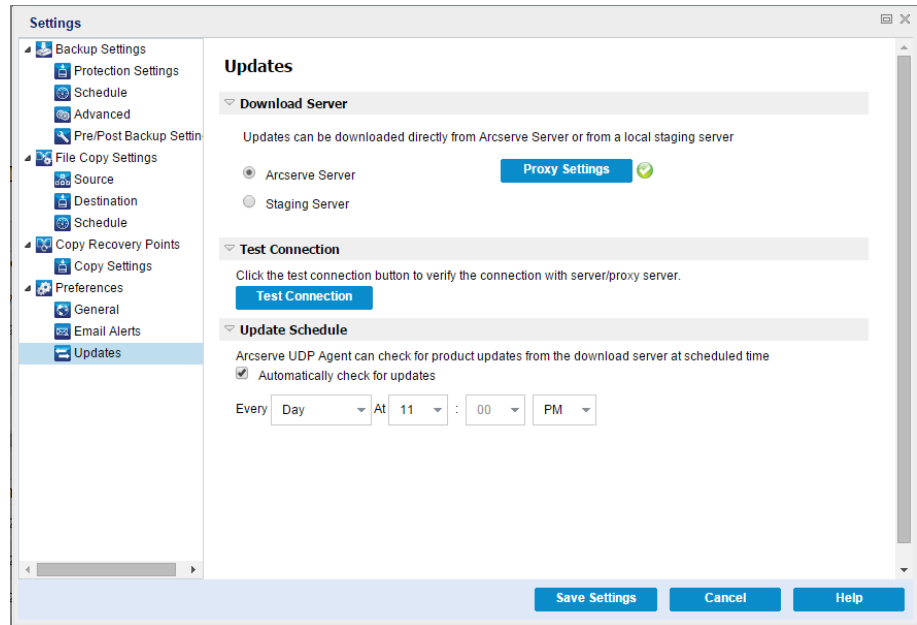 Settings
Backup Settings
Protection Settings
Schedule
Advanced
Pre/Post Backup Settin
File Copy Settings
Source
Destination
Schedule
Copy Recovery Points
Copy Settings
Preferences
General
Email Alerts
Updates
Updates
Download Server
Updates can be downloaded directly from Arcserve Server or from a local staging server
Arcserve Server
Proxy Settings
Staging Server
Test Connection
Click the test connection button to verify the connection with server/proxy server.
Test Connection
Update Schedule
Arcserve UDP Agent can check for product updates from the download server at scheduled time
Automatically check for updates
Every Day At 11 : 00 PM
Save Settings Cancel Help